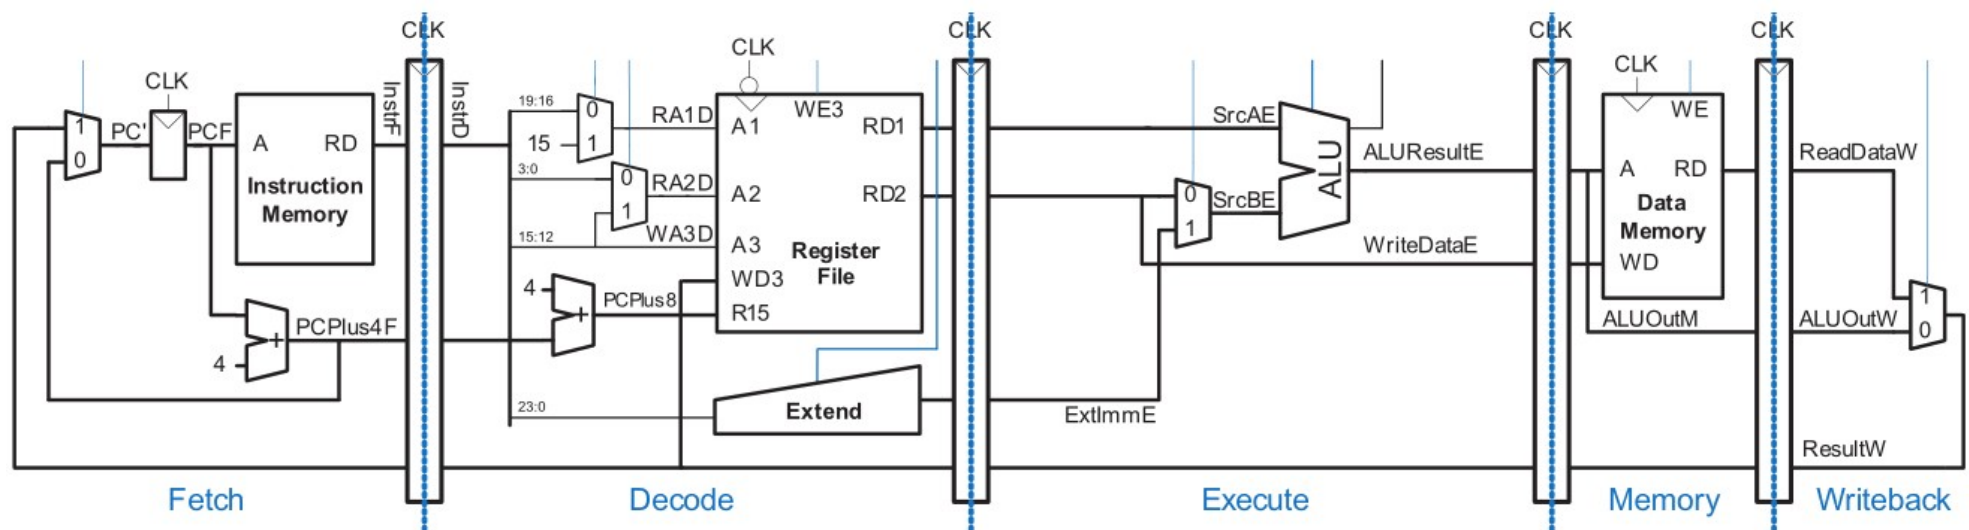 CLK
CLK
CLK
CLK
CLK
CLK
CLK
1
0
PC'
PCF
A
RD
Instruction
Memory
InstrF
InstrD
+
4
PCPlus4F
19:16
0
15
1
RA1D
3:0
0
1
RA2D
15:12
WA3D
4
+
PCPlus8
A1
WE3
RD1
A2
RD2
A3
WD3
R15
Register
File
23:0
Extend
SrcAE
0
1
SrcBE
ALU
ALUResultE
WriteDataE
ExtImmE
WE
A
RD
Data
Memory
WD
ALUOutM
ReadDataW
ALUOutW
1
0
ResultW
Fetch
Decode
Execute
Memory
Writeback